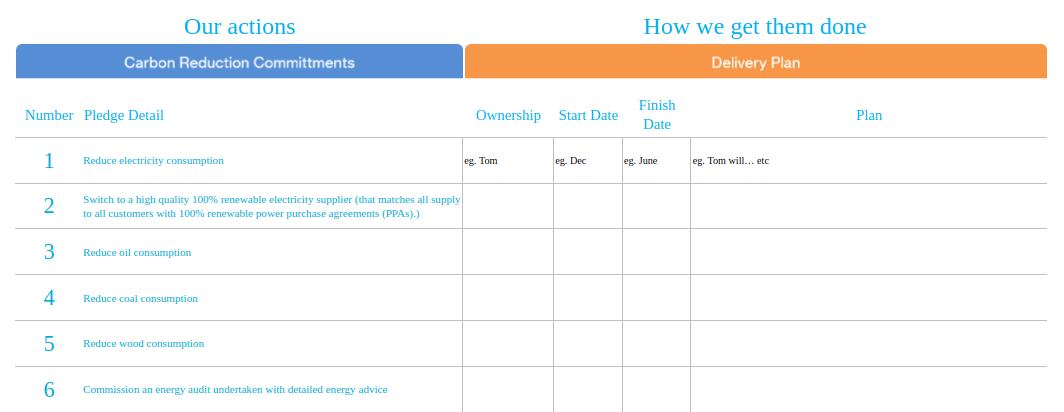 Our actions
How we get them done
Carbon Reduction Committments
Delivery Plan
Number
Pledge Detail
Ownership
Start Date
Finish
Date
Plan
1
Reduce electricity consumption
eg. Tom
eg. Dec
eg. June
eg. Tom will… etc
2
Switch to a high quality 100% renewable electricity supplier (that matches all supply
to all customers with 100% renewable power purchase agreements (PPAs).)
3
Reduce oil consumption
4
Reduce coal consumption
5
Reduce wood consumption
6
Commission an energy audit undertaken with detailed energy advice